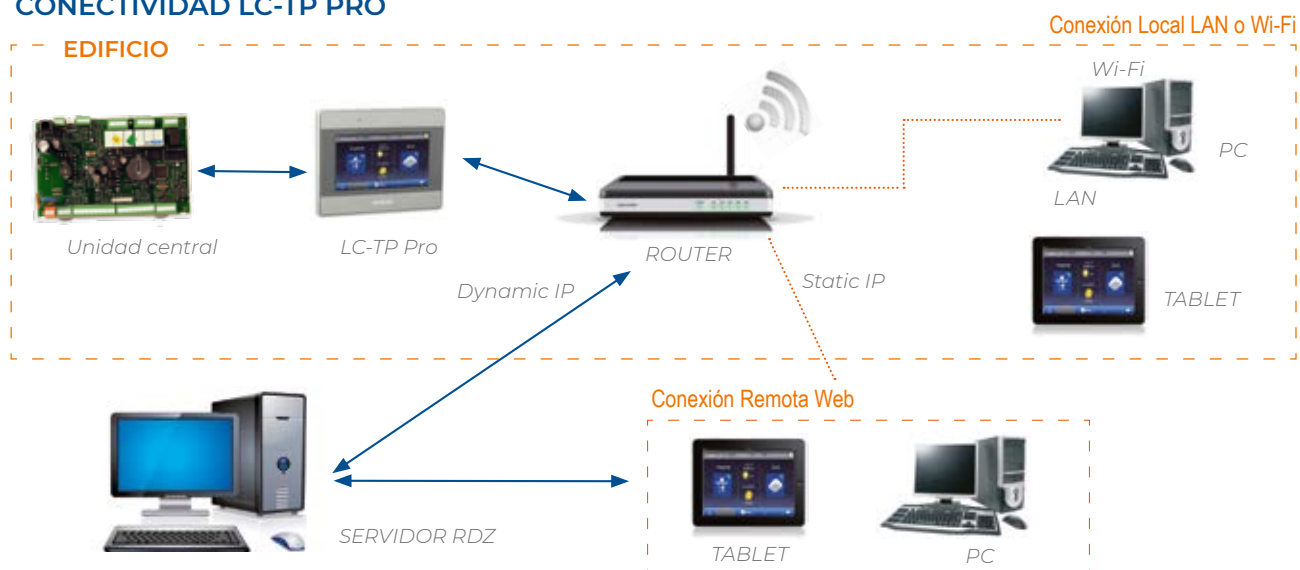 CONECTIVIDAD LC-TP PRO
Conexión Local LAN o Wi-Fi
EDIFICIO
Wi-Fi
PC
LAN
Unidad central
LC-TP Pro
ROUTER
Dynamic IP
Static IP
TABLET
Conexión Remota Web
SERVIDOR RDZ
TABLET
PC